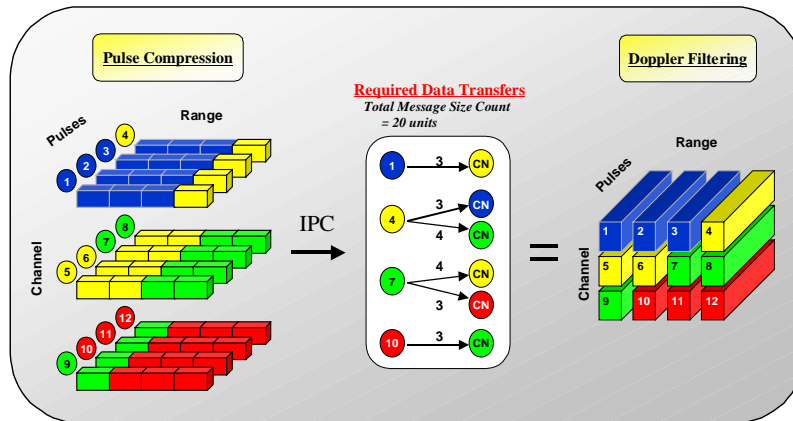 Pulse Compression
Doppler Filtering
Required Data Transfers
Total Message Size Count
= 20 units
Pulses
Range
1
2
3
4
5
6
7
8
Channel
9
10
11
12
IPC
1
3
CN
4
3
CN
4
CN
7
4
CN
3
CN
10
3
CN
=
Pulses
Range
Channel
1
2
3
4
5
6
7
8
9
10
11
12